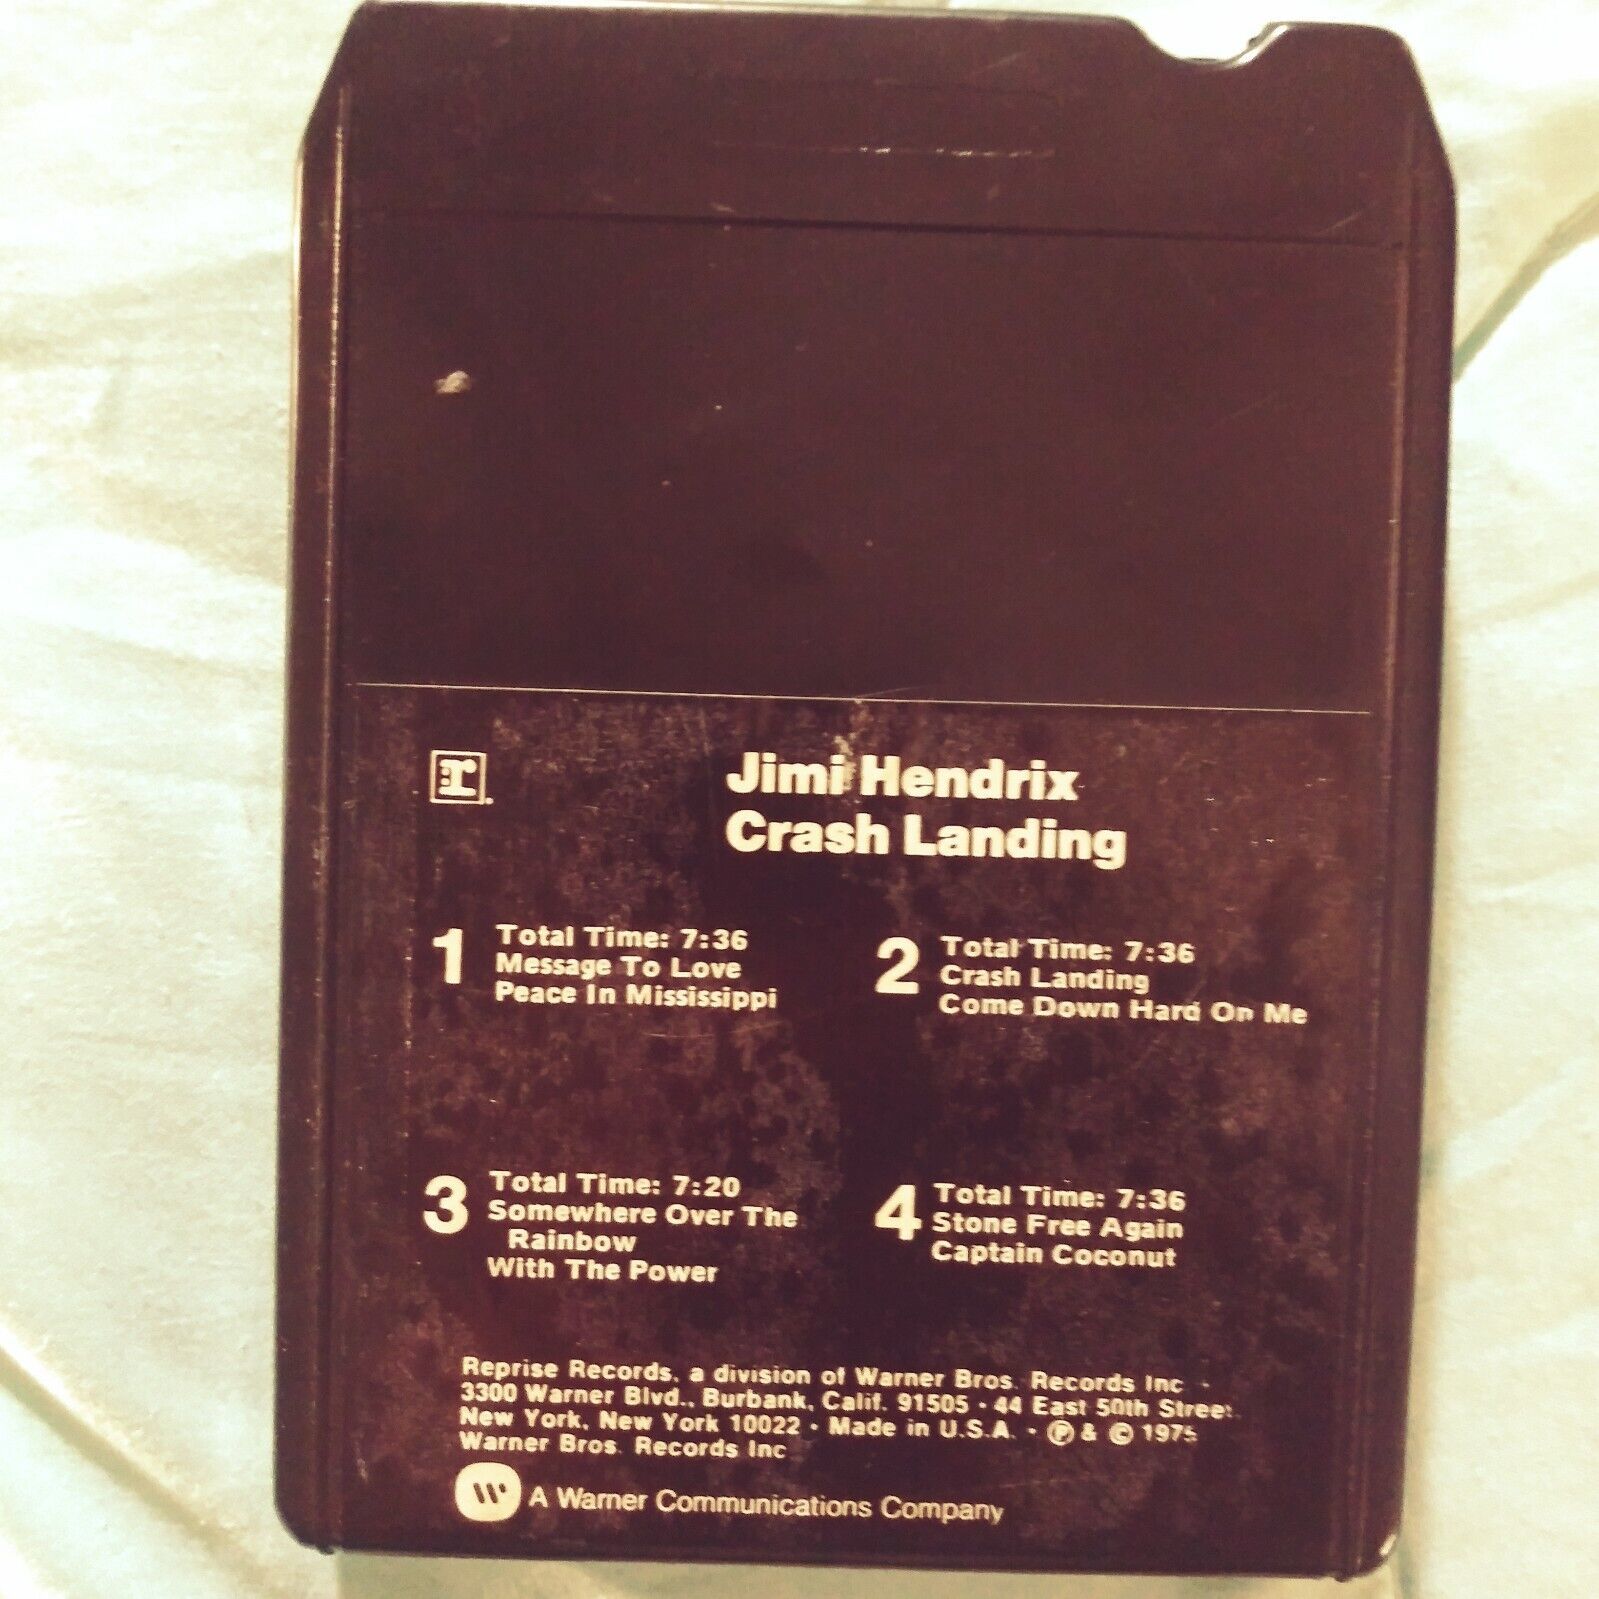 r
Jimi Hendrix
Crash Landing
1
Total Time: 7:36
Message To Love
Peace In Mississippi
2
Total Time: 7:36
Crash Landing
Come Down Hard On Me
3
Total Time: 7:20
Somewhere Over The
Rainbow
With The Power
4
Total Time: 7:36
Stone Free Again
Captain Coconut
Reprise Records, a division of Warner Bros. Records Inc. ·
3300 Warner Blvd., Burbank, Calif. 91505 · 44 East 50th Street,
New York, New York 10022 · Made in U.S.A. · ℗ & © 1975
Warner Bros. Records Inc
W A Warner Communications Company